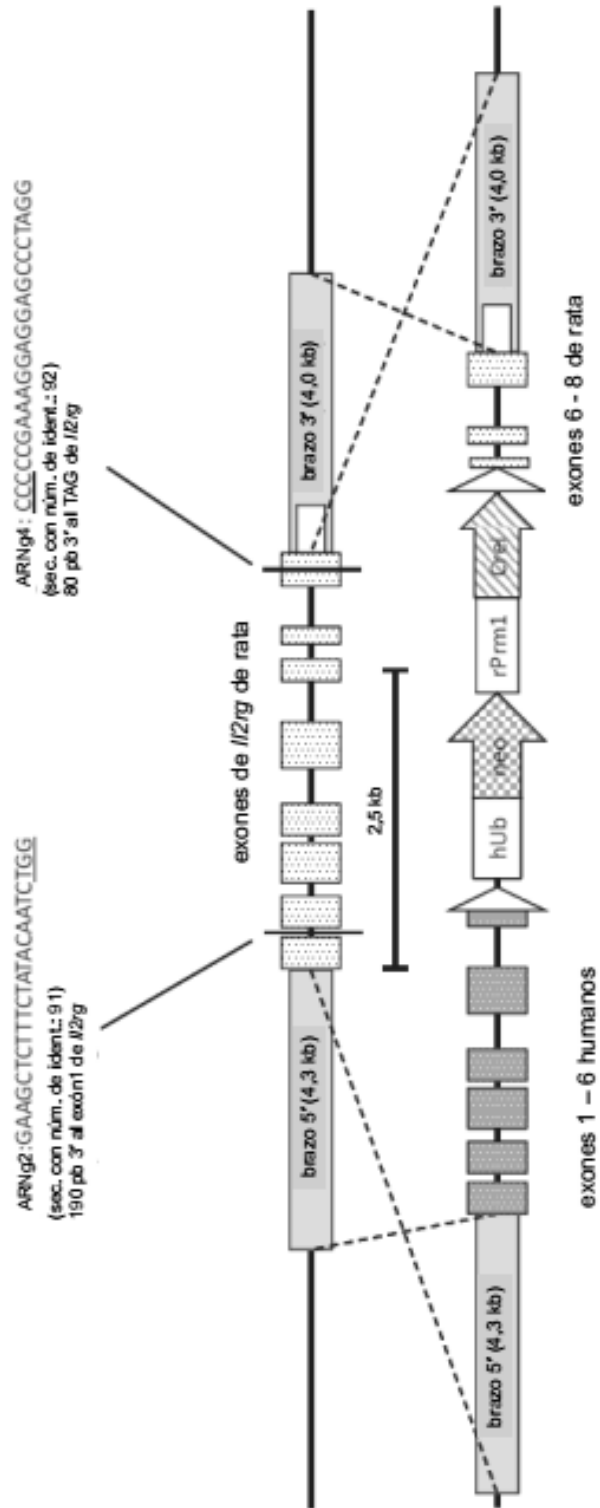 ARNg2:GAAGCTCTTTCTATACAATCTGG
(sec. con núm. de ident.: 91)
190 pb 3' al exón1 de Il2rg
ARNg4: CCCCCGAAAGGAGGAGCCCTAGG
(sec. con núm. de ident.: 92)
80 pb 3' al TAG de Il2rg
exones de Il2rg de rata
brazo 5' (4,3 kb)
brazo 3' (4,0 kb)
2,5 kb
brazo 5' (4,3 kb)
hUb
neo
rPrm1
CreI
brazo 3' (4,0 kb)
exones 1 – 6 humanos
exones 6 - 8 de rata